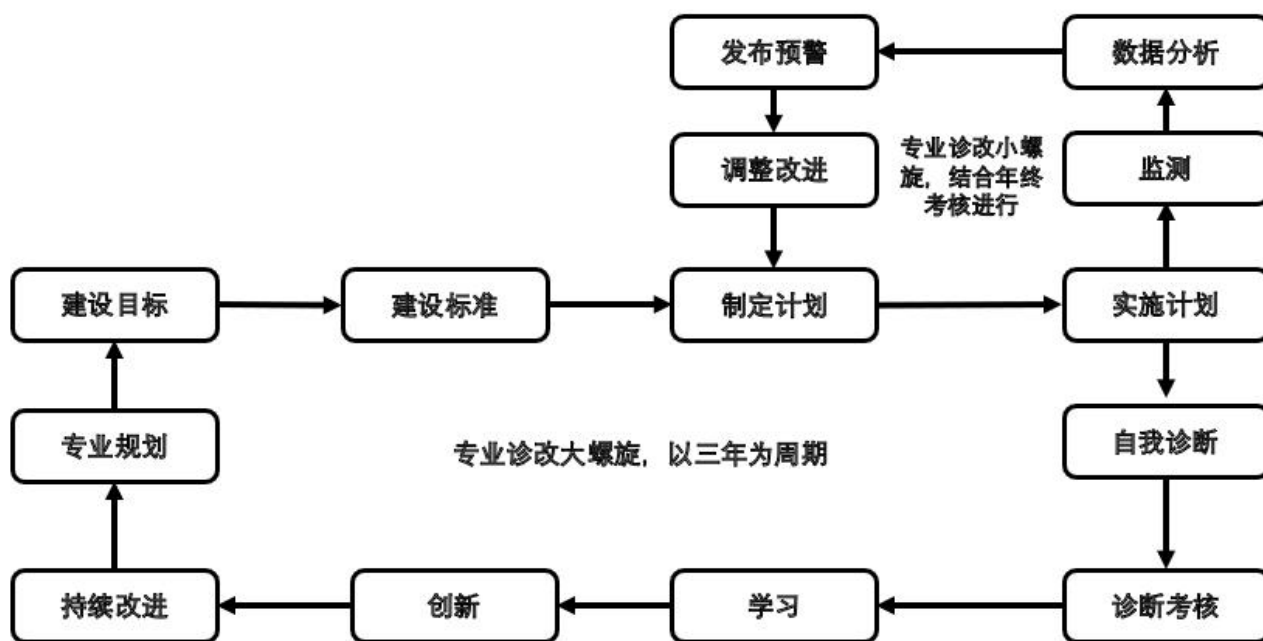 发布预警
数据分析
调整改进
专业诊改小螺
旋，结合年终
考核进行
监测
建设目标
建设标准
制定计划
实施计划
专业规划
专业诊改大螺旋，以三年为周期
自我诊断
持续改进
创新
学习
诊断考核